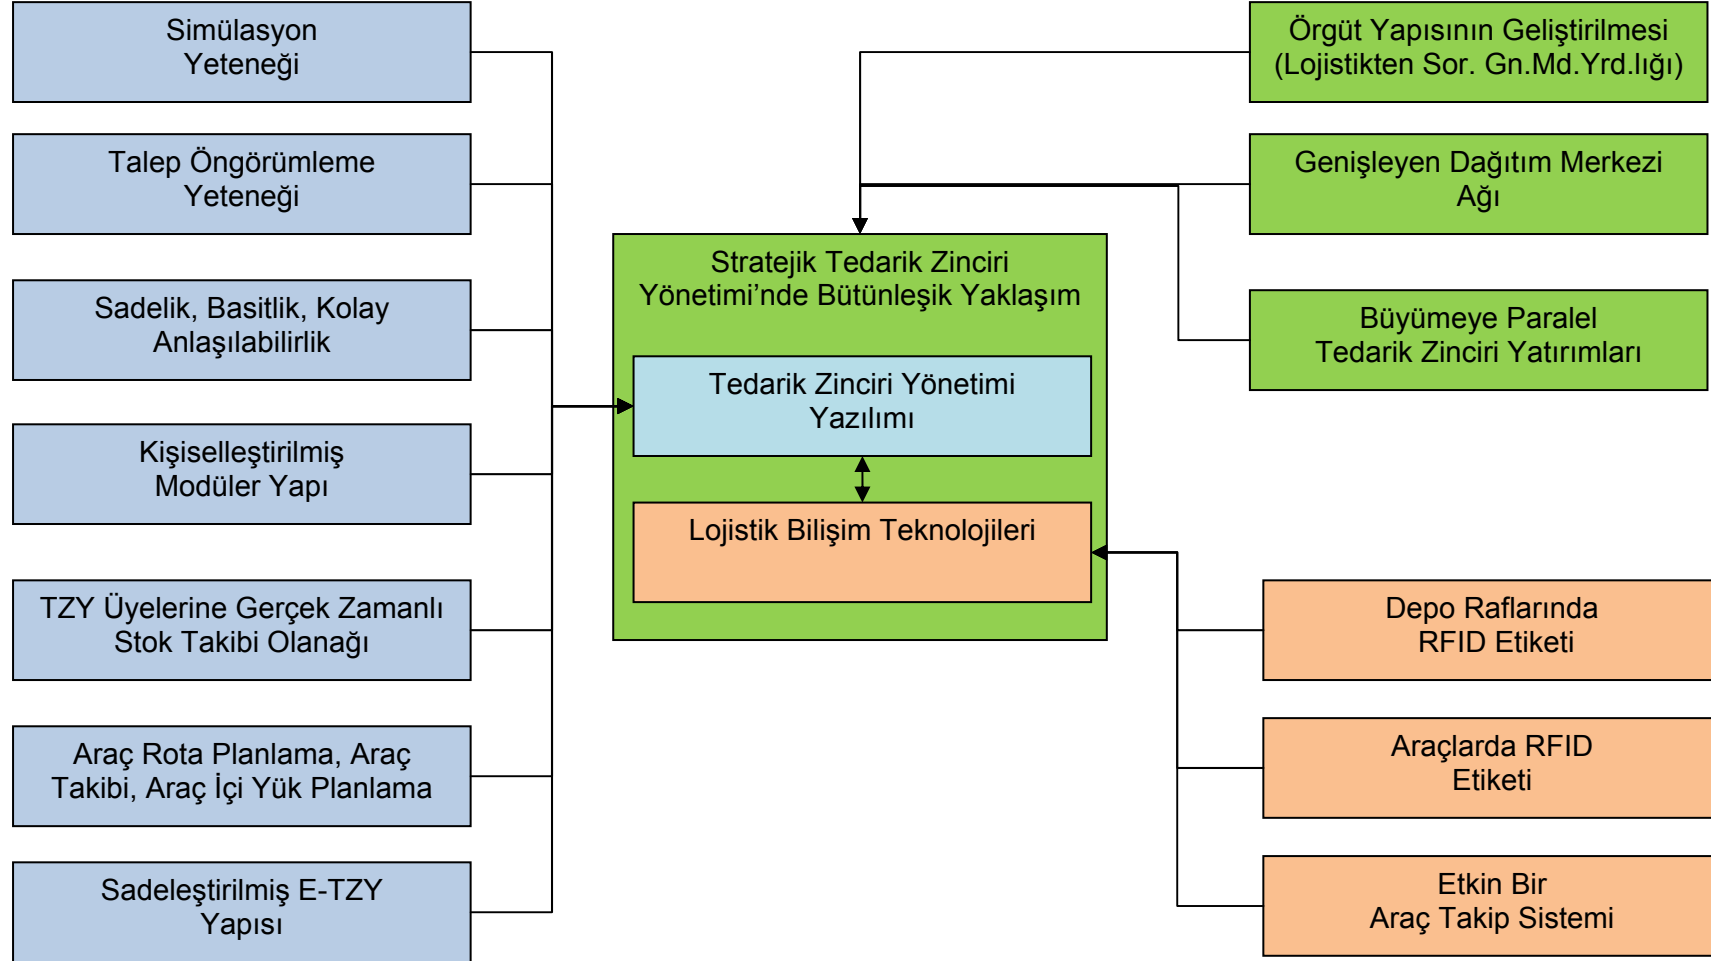 Simülasyon
Yeteneği
Talep Öngörümleme
Yeteneği
Sadelik, Basitlik, Kolay
Anlaşılabilirlik
Kişiselleştirilmiş
Modüler Yapı
TZY Üyelerine Gerçek Zamanlı
Stok Takibi Olanağı
Araç Rota Planlama, Araç
Takibi, Araç İçi Yük Planlama
Sadeleştirilmiş E-TZY
Yapısı
Stratejik Tedarik Zinciri
Yönetimi’nde Bütünleşik Yaklaşım
Tedarik Zinciri Yönetimi
Yazılımı
Lojistik Bilişim Teknolojileri
Örgüt Yapısının Geliştirilmesi
(Lojistikten Sor. Gn.Md.Yrd.lığı)
Genişleyen Dağıtım Merkezi
Ağı
Büyümeye Paralel
Tedarik Zinciri Yatırımları
Depo Raflarında
RFID Etiketi
Araçlarda RFID
Etiketi
Etkin Bir
Araç Takip Sistemi